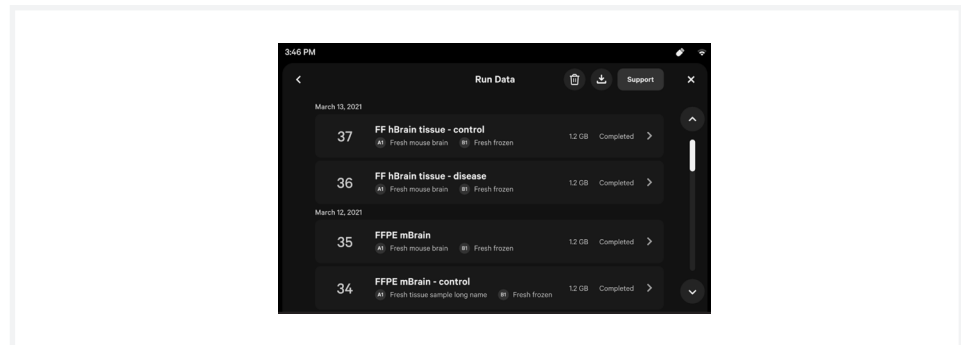 3:46 PM
Run Data
Support
March 13, 2021
37 FF hBrain tissue - control 1.2 GB Completed
A1 Fresh mouse brain B1 Fresh frozen
36 FF hBrain tissue - disease 1.2 GB Completed
A1 Fresh mouse brain B1 Fresh frozen
March 12, 2021
35 FFPE mBrain 1.2 GB Completed
A1 Fresh mouse brain B1 Fresh frozen
34 FFPE mBrain - control 1.2 GB Completed
A1 Fresh tissue sample long name B1 Fresh frozen